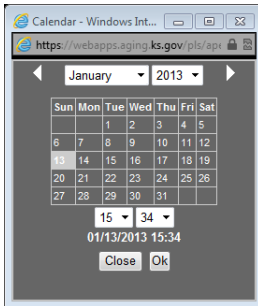 Calendar - Windows Int...
https://webapps.aging.ks.gov/pls/ape
January 2013
Sun Mon Tue Wed Thu Fri Sat
1 2 3 4 5
6 7 8 9 10 11 12
13 14 15 16 17 18 19
20 21 22 23 24 25 26
27 28 29 30 31
15 34
01/13/2013 15:34
Close Ok